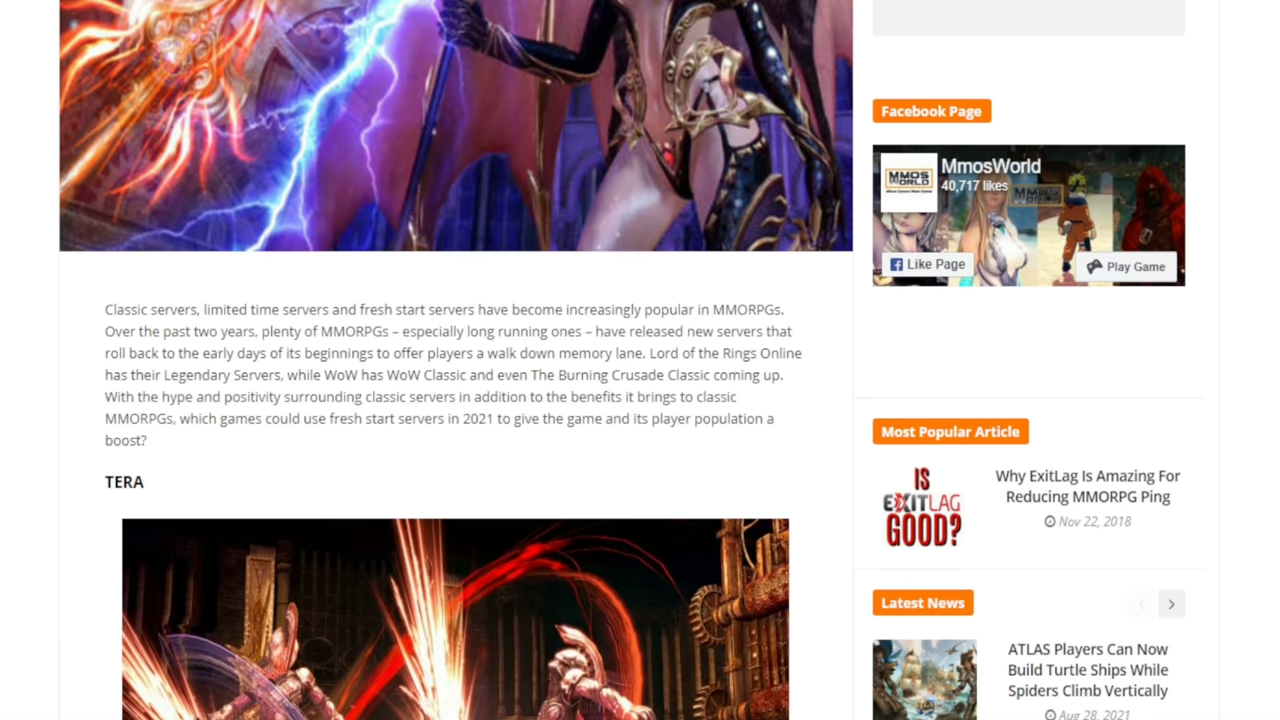 Facebook Page
MMOS
WORLD
MmosWorld
40,717 likes
Like Page
Play Game
Classic servers, limited time servers and fresh start servers have become increasingly popular in MMORPGs.
Over the past two years, plenty of MMORPGs – especially long running ones – have released new servers that
roll back to the early days of its beginnings to offer players a walk down memory lane. Lord of the Rings Online
has their Legendary Servers, while WoW has WoW Classic and even The Burning Crusade Classic coming up.
With the hype and positivity surrounding classic servers in addition to the benefits it brings to classic
MMORPGs, which games could use fresh start servers in 2021 to give the game and its player population a
boost?
TERA
Most Popular Article
IS
EXITLAG
GOOD?
Why ExitLag Is Amazing For
Reducing MMORPG Ping
Nov 22, 2018
Latest News
ATLAS Players Can Now
Build Turtle Ships While
Spiders Climb Vertically
Aug 28, 2021